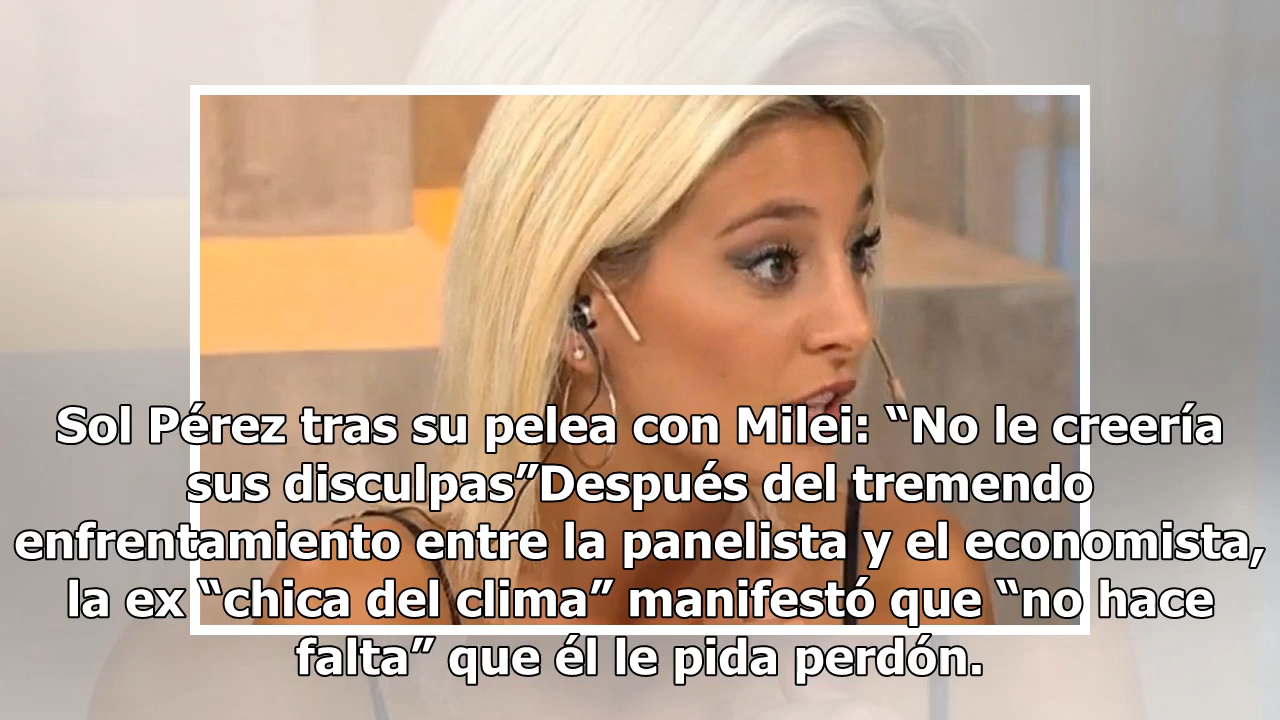 Sol Pérez tras su pelea con Milei: “No le creería
sus disculpas”Después del tremendo
enfrentamiento entre la panelista y el economista,
la ex “chica del clima” manifestó que “no hace
falta” que él le pida perdón.